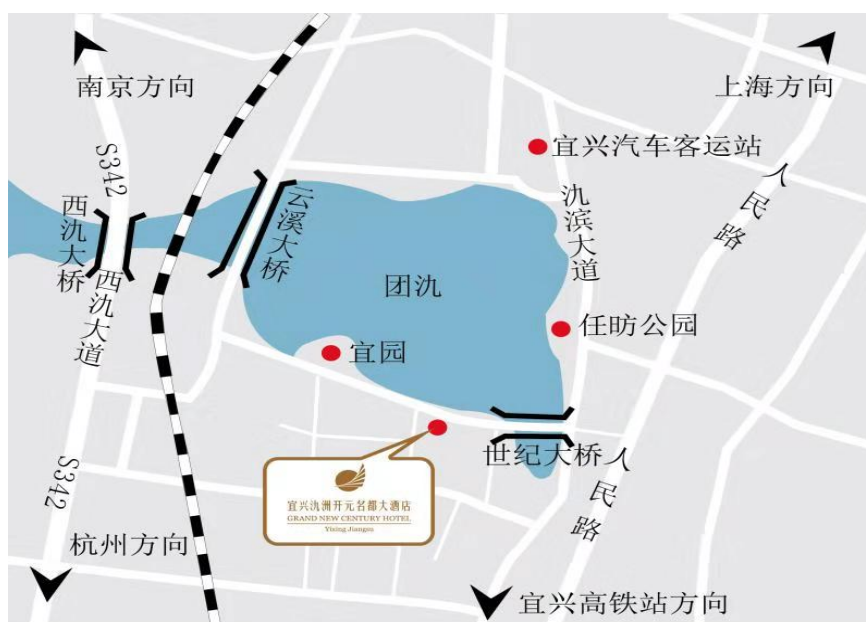 南京方向
上海方向
宜兴汽车客运站
S342
人民路
西氿大桥
云溪大桥
氿滨大道
西氿大道
团氿
任昉公园
宜园
世纪大桥
人民路
S342
宜兴氿洲开元名都大酒店
GRAND NEW CENTURY HOTEL
Yixing Jiangsu
杭州方向
宜兴高铁站方向